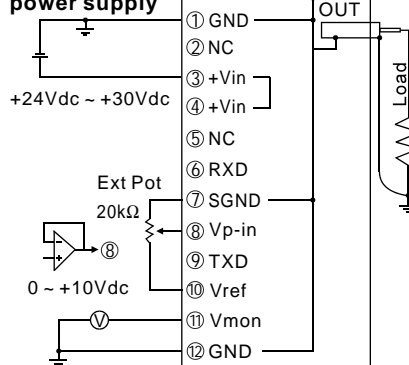 power supply
① GND
② NC
③ +Vin
④ +Vin
+24Vdc ~ +30Vdc
⑤ NC
⑥ RXD
Ext Pot
20kΩ
⑦ SGND
⑧ Vp-in
⑧
⑨ TXD
0 ~ +10Vdc
⑩ Vref
V
⑪ Vmon
⑫ GND
OUT
Load